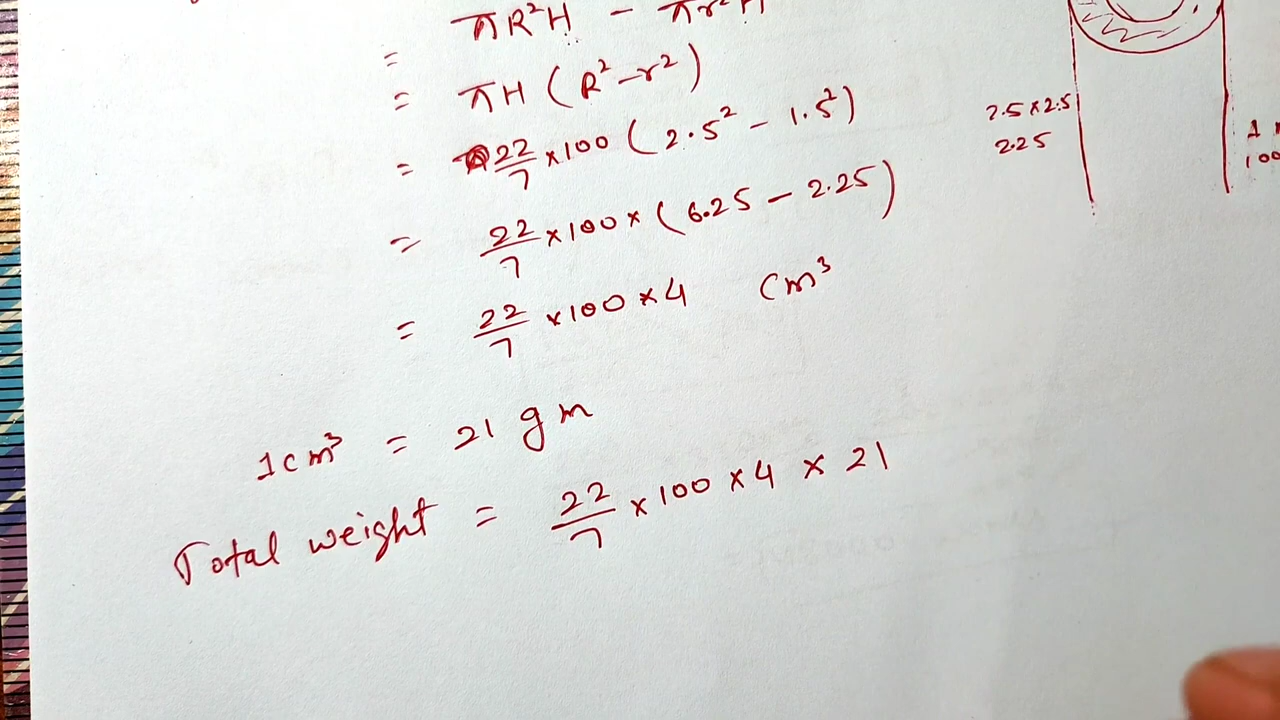 = πR²H - πr²H
= πH (R²-r²)
= 22/7 ×100 (2.5² - 1.5²)
= 22/7 ×100 × (6.25 - 2.25)
= 22/7 ×100 ×4 cm³
2.5×2.5
2.25
1
100
1cm³ = 21 gm
Total weight = 22/7 × 100 × 4 × 21